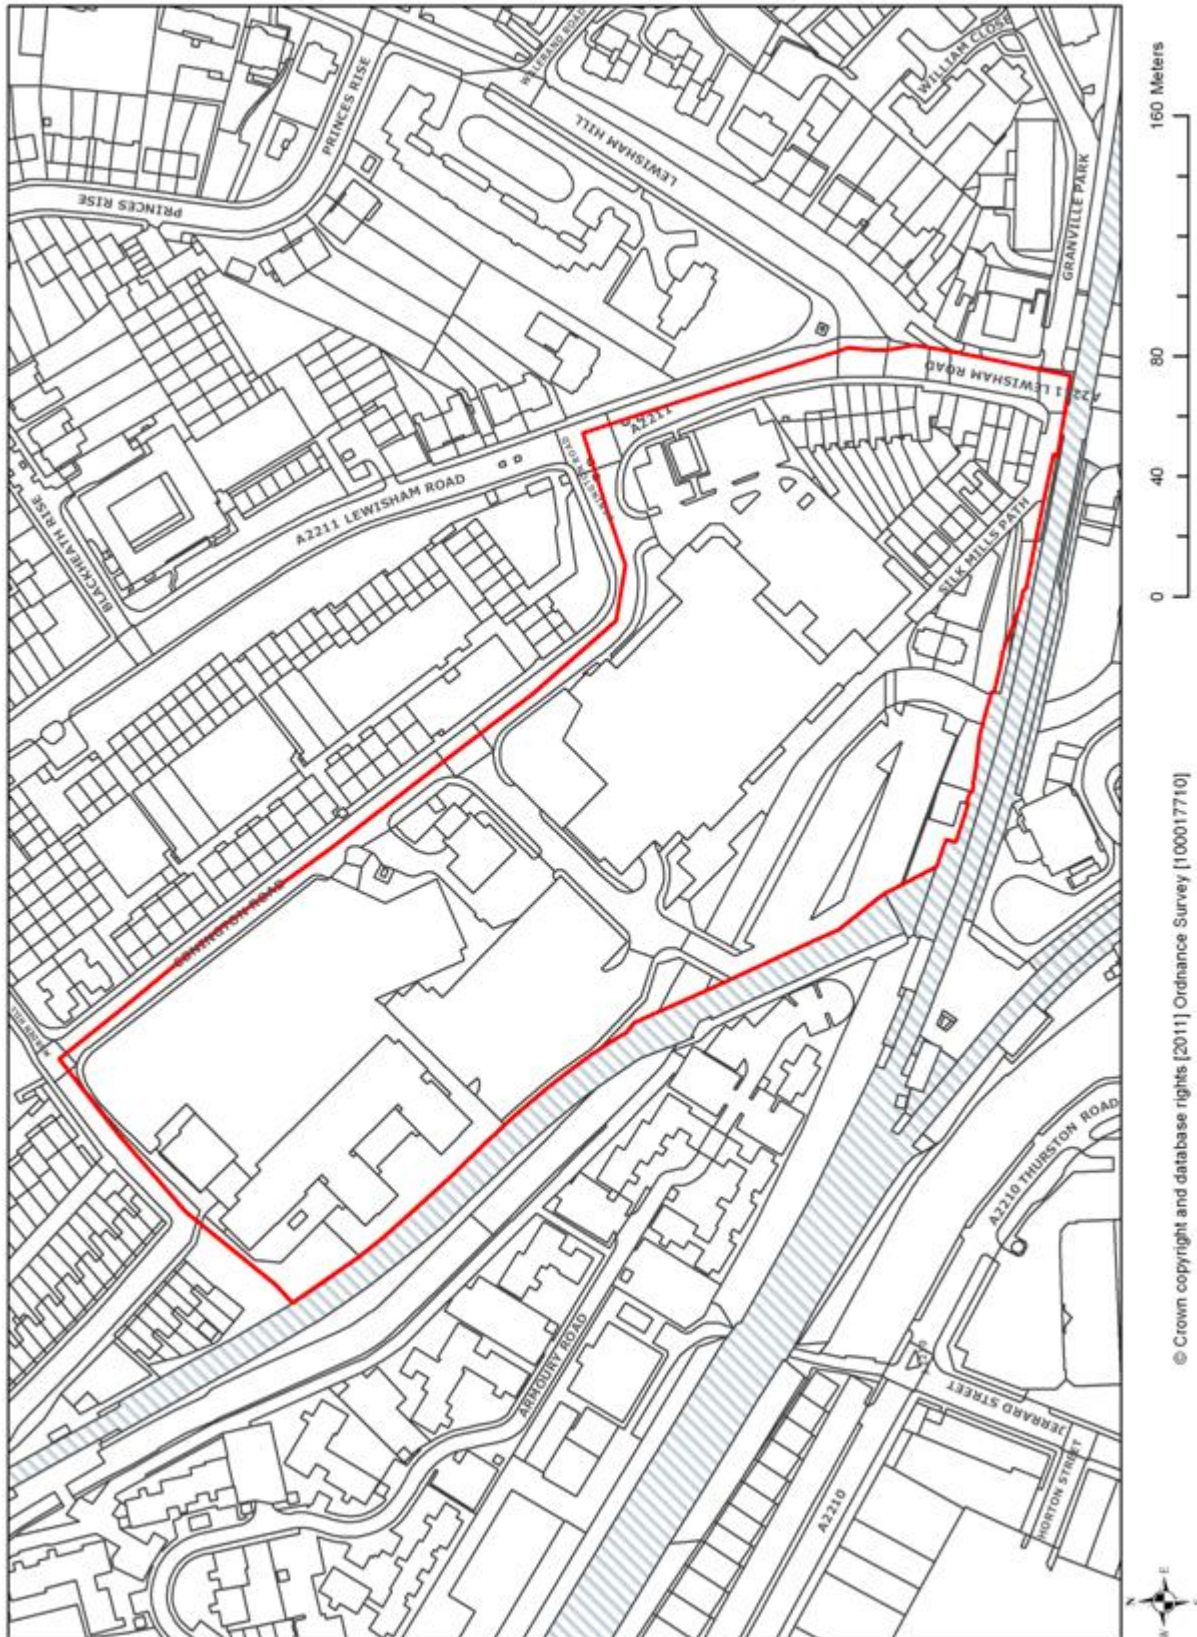 PRINCES RISE
PRINCES RISE
WILLIAM CLOSE
LEWISHAM HILL
GRANVILLE PARK
BLACKHEATH RISE
A2211 LEWISHAM ROAD
A2211
LEWISHAM ROAD
SILK MILLS PATH
CONINGTON ROAD
ARMOURY ROAD
A2210 THURSTON ROAD
JERRARD STREET
HORTON STREET
A2210
160 Meters
80
40
0
© Crown copyright and database rights [2011] Ordnance Survey [100017710]
N
E